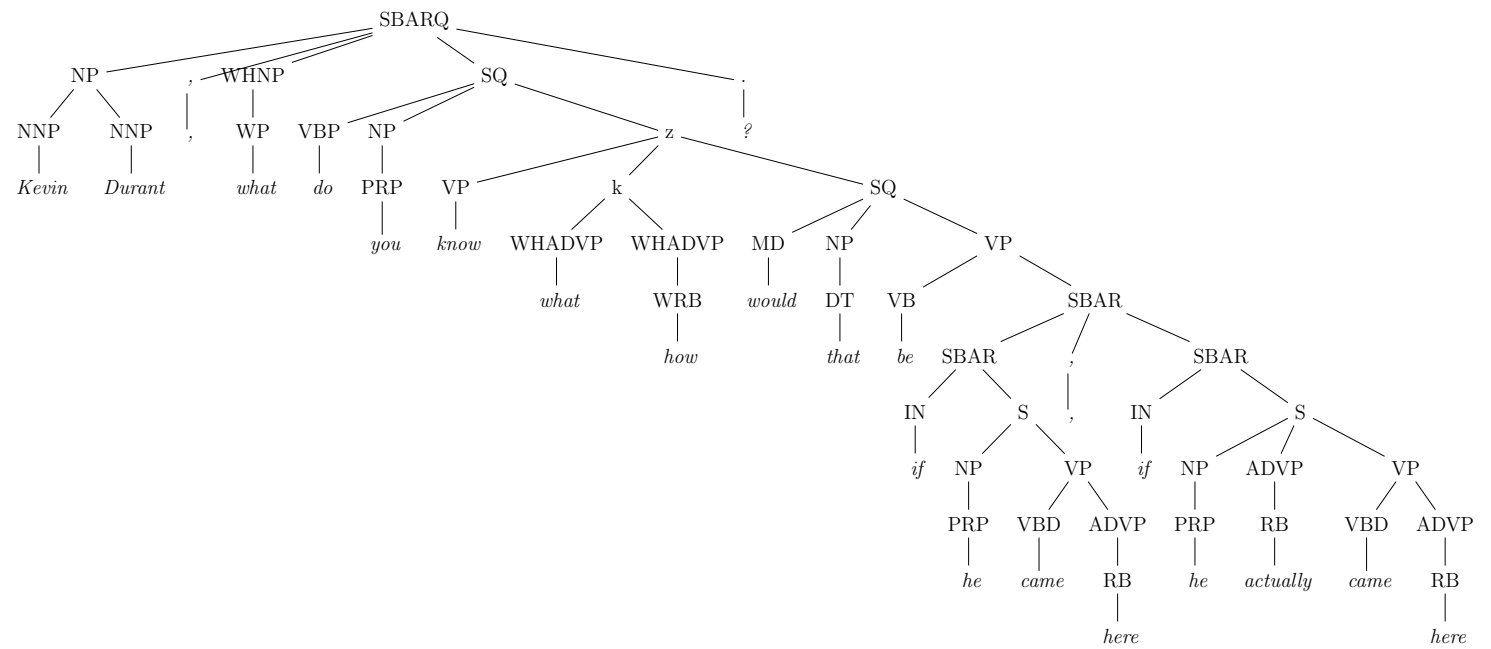 SBARQ
NP , WHNP SQ .
NNP NNP , WP VBP NP z ?
Kevin Durant what do PRP VP k SQ
you know WHADVP WHADVP MD NP VP
what WRB would DT VB SBAR
how that be SBAR , SBAR
IN S , IN S
if NP VP if NP ADVP VP
PRP VBD ADVP PRP RB VBD ADVP
he came RB he actually came RB
here here